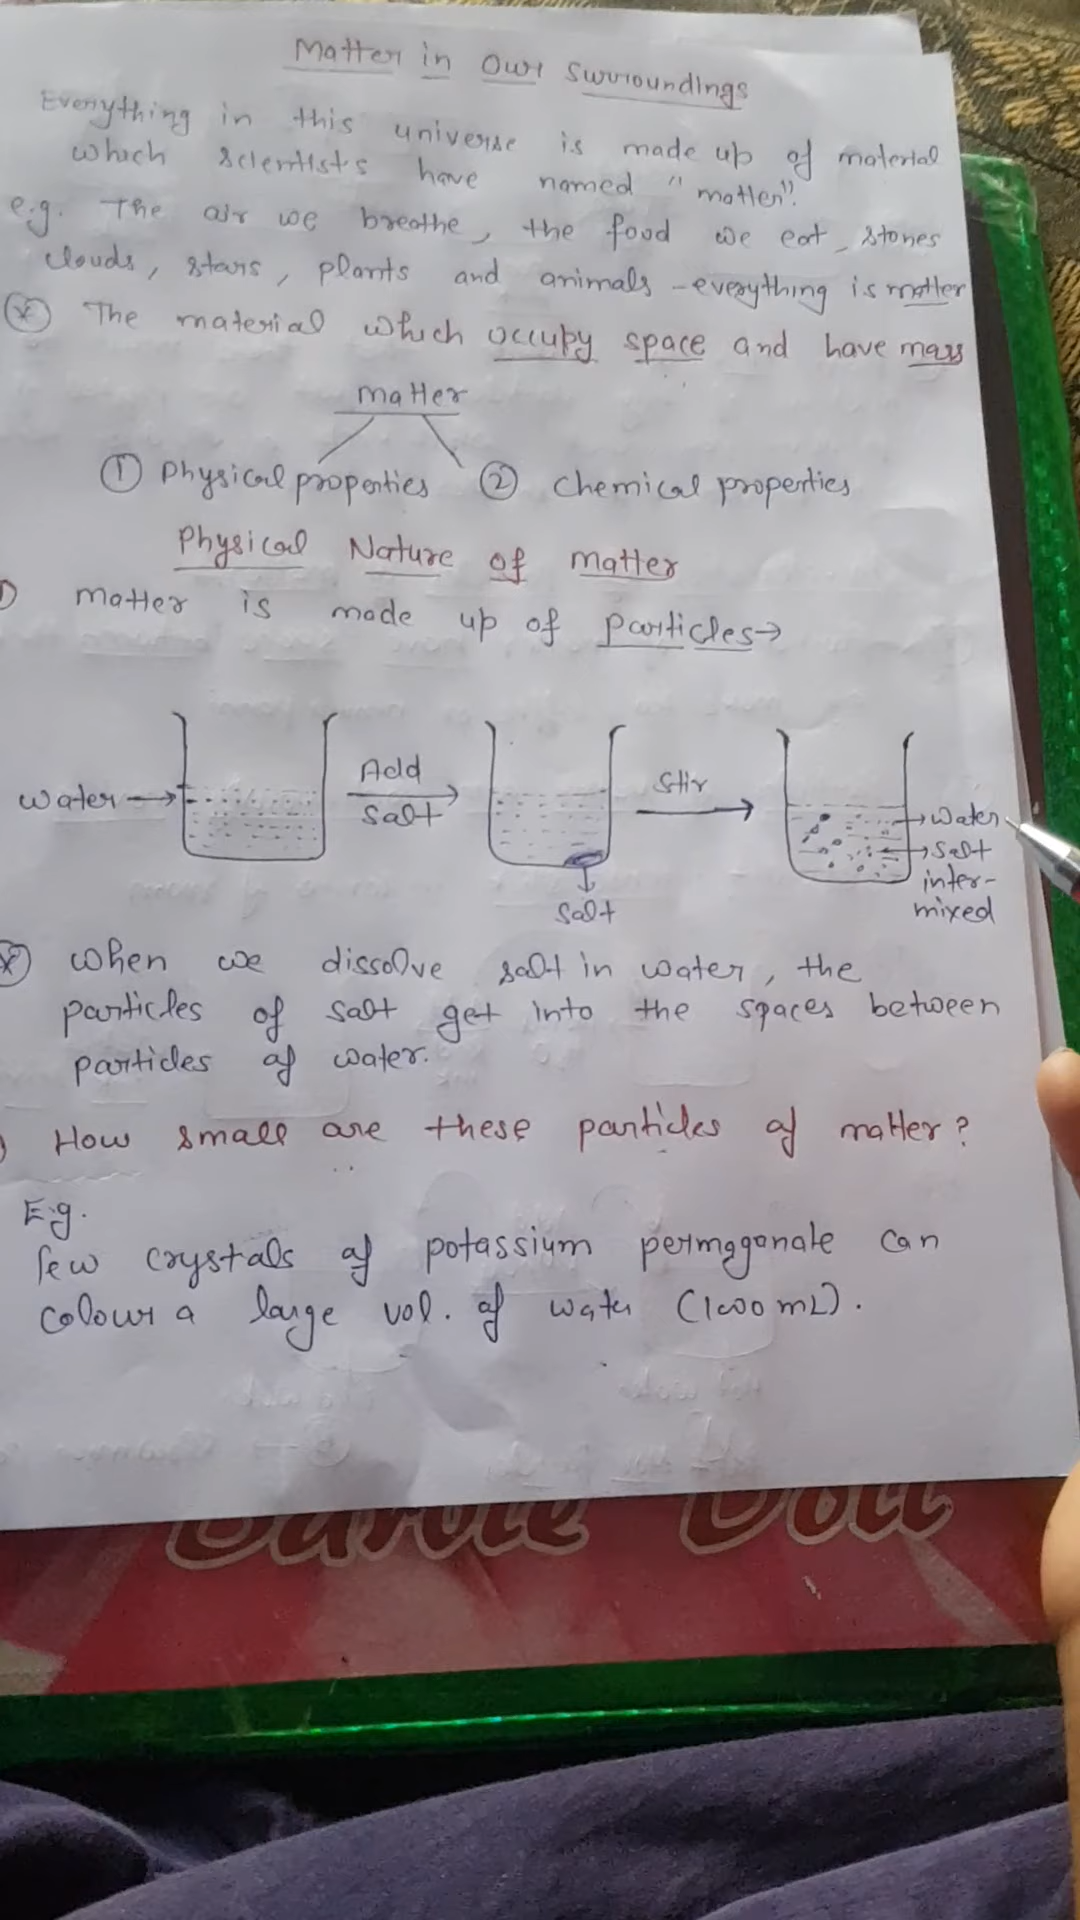 Matter in Our Surroundings
Everything in this universe is made up of material
which scientists have named "matter".
e.g. The air we breathe, the food we eat, stones
clouds, stars, plants and animals - everything is matter
* The material which occupy space and have mass
Matter
① Physical properties ② Chemical properties
Physical Nature of matter
matter is made up of particles→
Water → Add Salt → Salt Stir → → Water
→ Salt
inter-
mixed
* When we dissolve salt in water, the
particles of salt get into the spaces between
particles of water.
How small are these particles of matter?
E.g.
few crystals of potassium permaganate can
colour a large vol. of water (1000 mL).
Barbie Doll